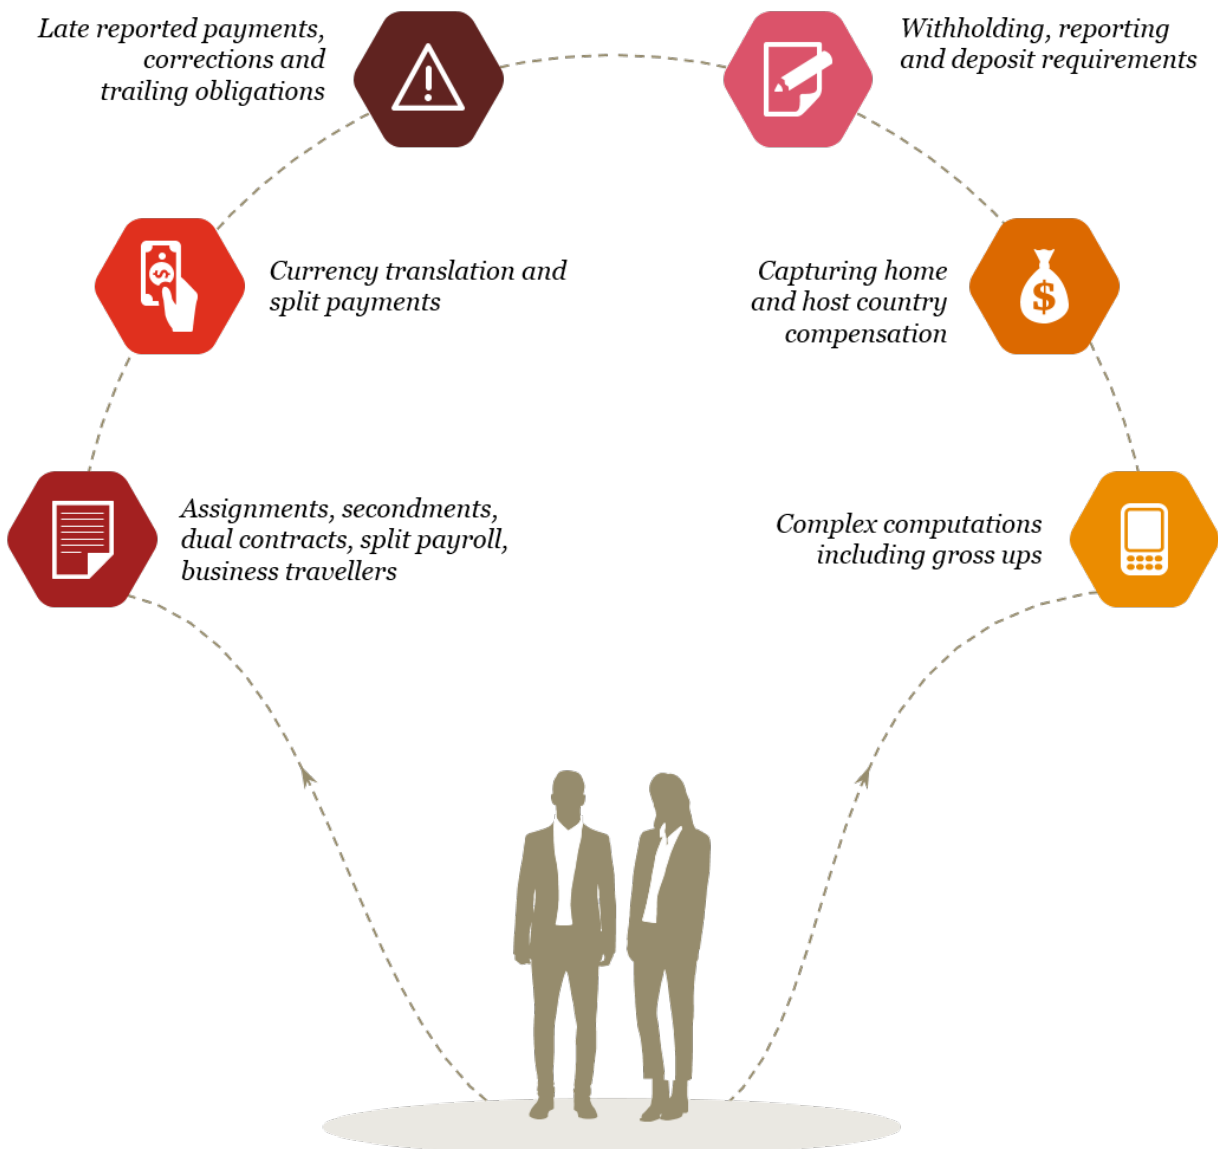 Late reported payments,
corrections and
trailing obligations
Withholding, reporting
and deposit requirements
Currency translation and
split payments
Capturing home
and host country
compensation
$
Assignments, secondments,
dual contracts, split payroll,
business travellers
Complex computations
including gross ups